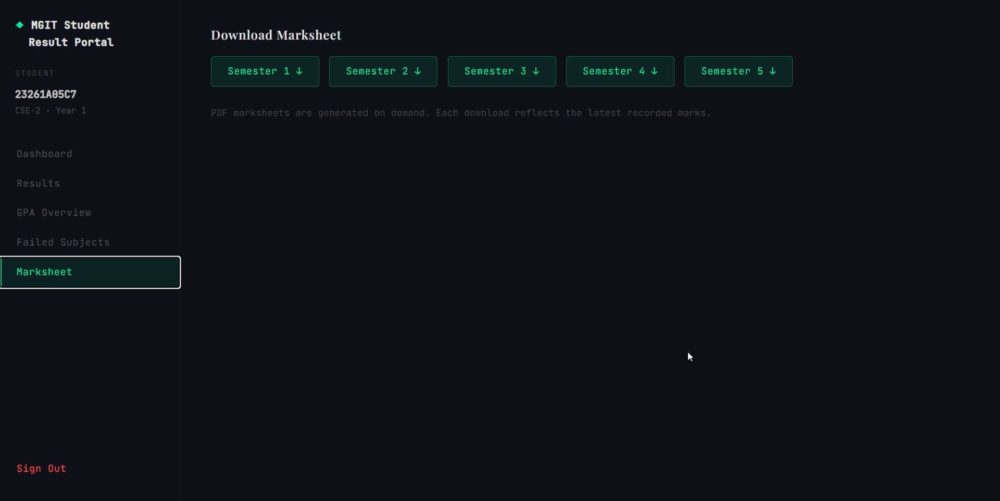 MGIT Student
Result Portal
STUDENT
23261A05C7
CSE-2 · Year 1
Dashboard
Results
GPA Overview
Failed Subjects
Marksheet
Sign Out
Download Marksheet
Semester 1 ↓
Semester 2 ↓
Semester 3 ↓
Semester 4 ↓
Semester 5 ↓
PDF marksheets are generated on demand. Each download reflects the latest recorded marks.